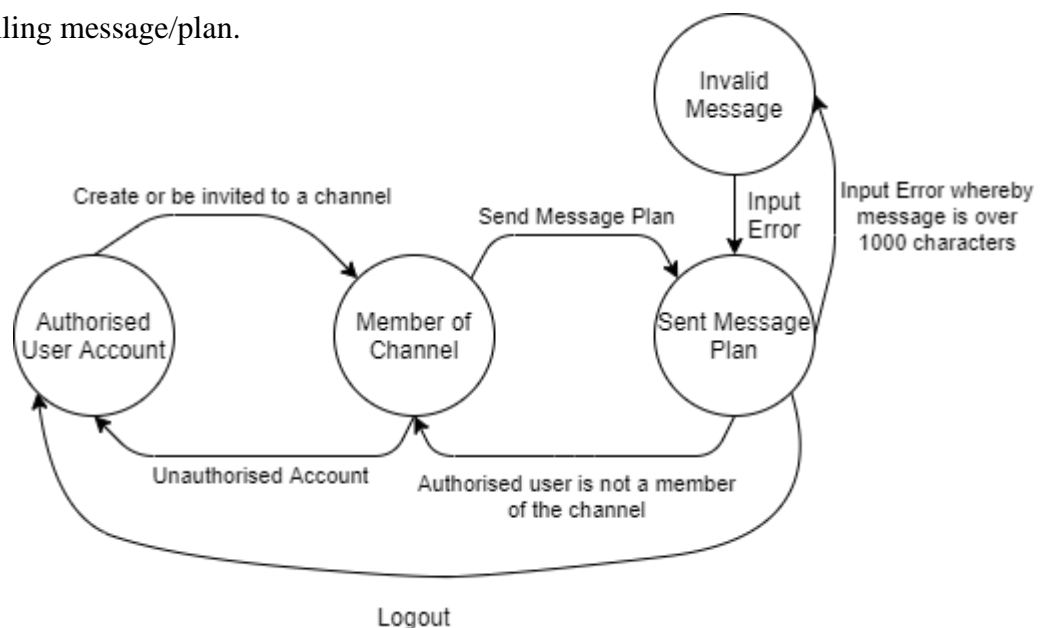 ling message/plan.
Invalid
Message
Create or be invited to a channel
Send Message Plan
Input
Error
Input Error whereby
message is over
1000 characters
Authorised
User Account
Member of
Channel
Sent Message
Plan
Unauthorised Account
Authorised user is not a member
of the channel
Logout